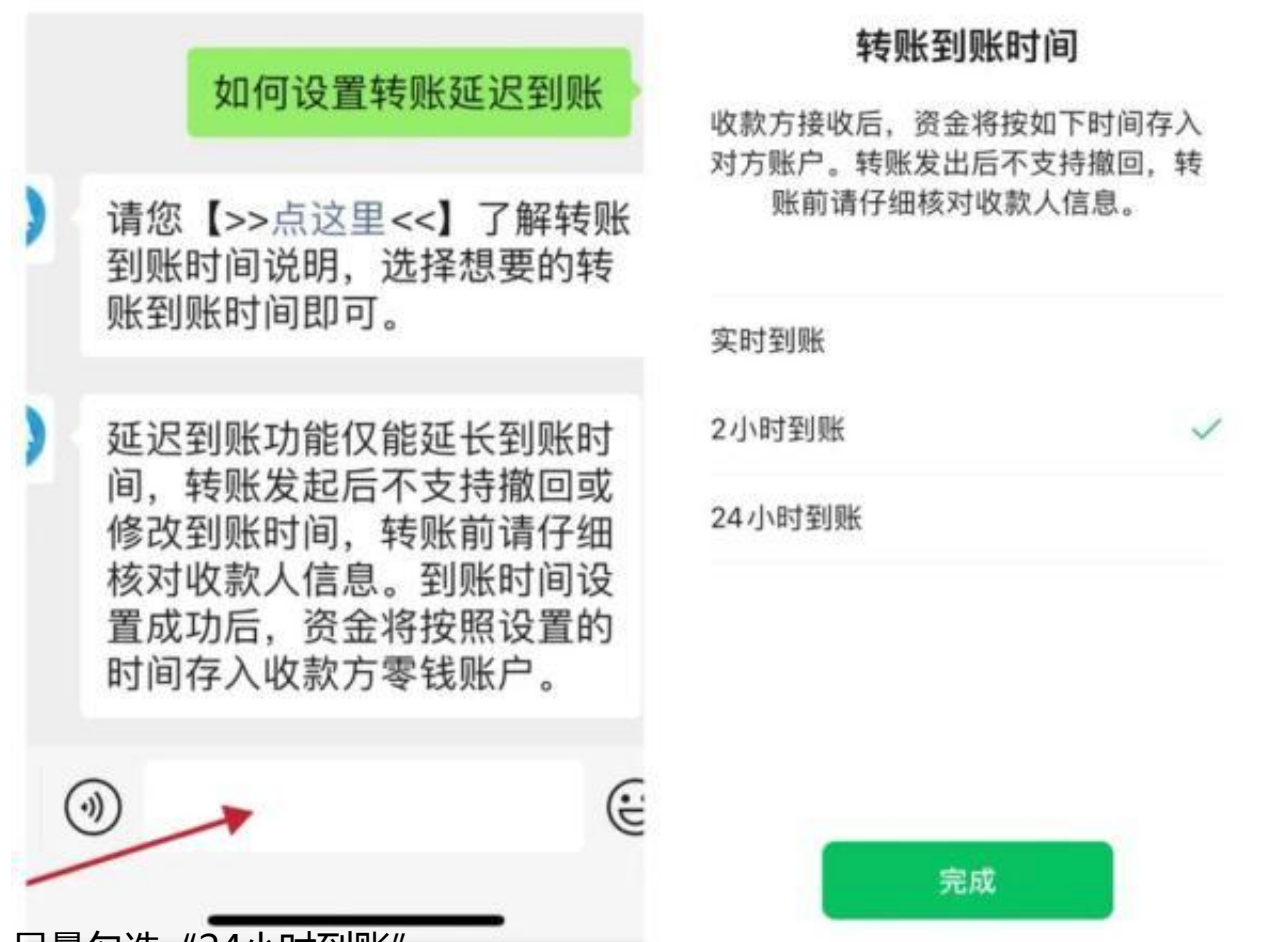 如何设置转账延迟到账
请您【>>点这里<<】了解转账
到账时间说明，选择想要的转
账到账时间即可。
延迟到账功能仅能延长到账时
间，转账发起后不支持撤回或
修改到账时间，转账前请仔细
核对收款人信息。到账时间设
置成功后，资金将按照设置的
时间存入收款方零钱账户。
转账到账时间
收款方接收后，资金将按如下时间存入
对方账户。转账发出后不支持撤回，转
账前请仔细核对收款人信息。
实时到账
2小时到账
24小时到账
完成
勾选“24小时到账”